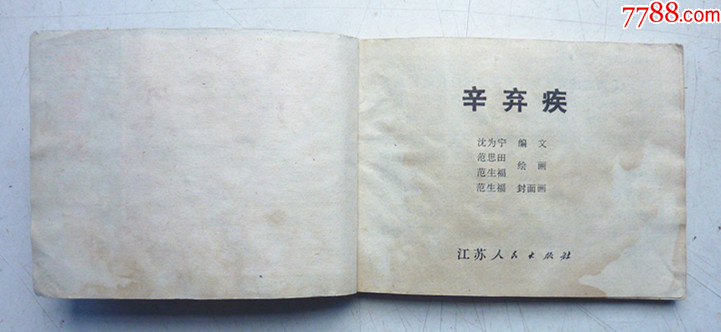 7788.com
辛弃疾
沈为宁 编文
范思田
范生福 绘画
范生福 封面画
江苏人民出版社